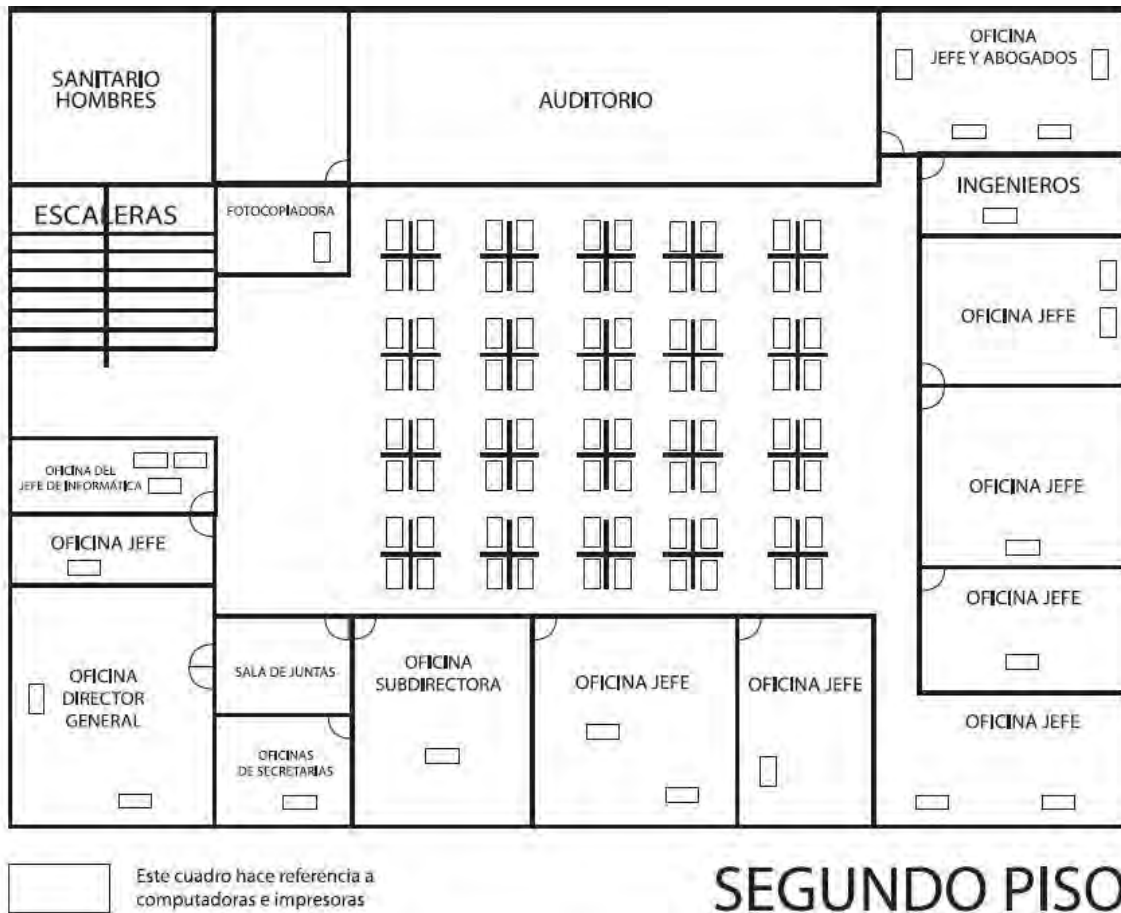 SANITARIO
HOMBRES
AUDITORIO
OFICINA
JEFE Y ABOGADOS
ESCALERAS
FOTOCOPIADORA
INGENIEROS
OFICINA JEFE
OFICINA DEL
JEFE DE INFORMÁTICA
OFICINA JEFE
OFICINA JEFE
OFICINA JEFE
OFICINA
DIRECTOR
GENERAL
SALA DE JUNTAS
OFICINA
SUBDIRECTORA
OFICINA JEFE
OFICINA JEFE
OFICINA JEFE
OFICINAS
DE SECRETARIAS
Este cuadro hace referencia a
computadoras e impresoras
SEGUNDO PISO